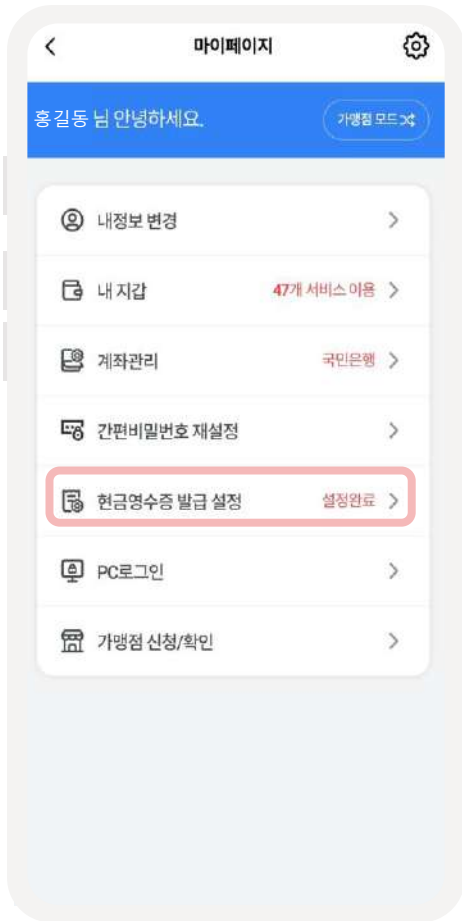 마이페이지
홍길동 님 안녕하세요.
가맹점 모드
내정보 변경
내 지갑 47개 서비스 이용
계좌관리 국민은행
간편비밀번호 재설정
현금영수증 발급 설정 설정완료
PC로그인
가맹점 신청/확인